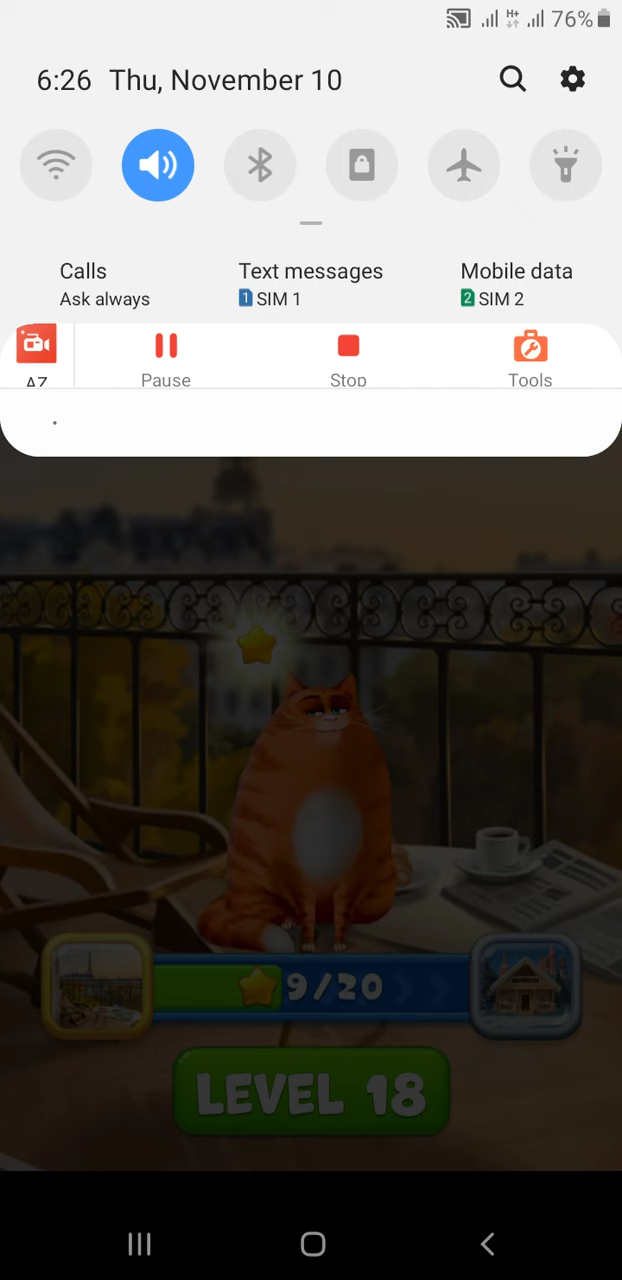 H+ 76%
6:26 Thu, November 10
Calls Text messages Mobile data
Ask always 1 SIM 1 2 SIM 2
AZ Pause Stop Tools
9/20
LEVEL 18